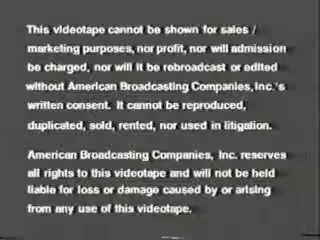 This videotape cannot be shown for sales /
marketing purposes, nor profit, nor will admission
be charged, nor will it be rebroadcast or edited
without American Broadcasting Companies, Inc.'s
written consent. It cannot be reproduced,
duplicated, sold, rented, nor used in litigation.
American Broadcasting Companies, Inc. reserves
all rights to this videotape and will not be held
liable for loss or damage caused by or arising
from any use of this videotape.